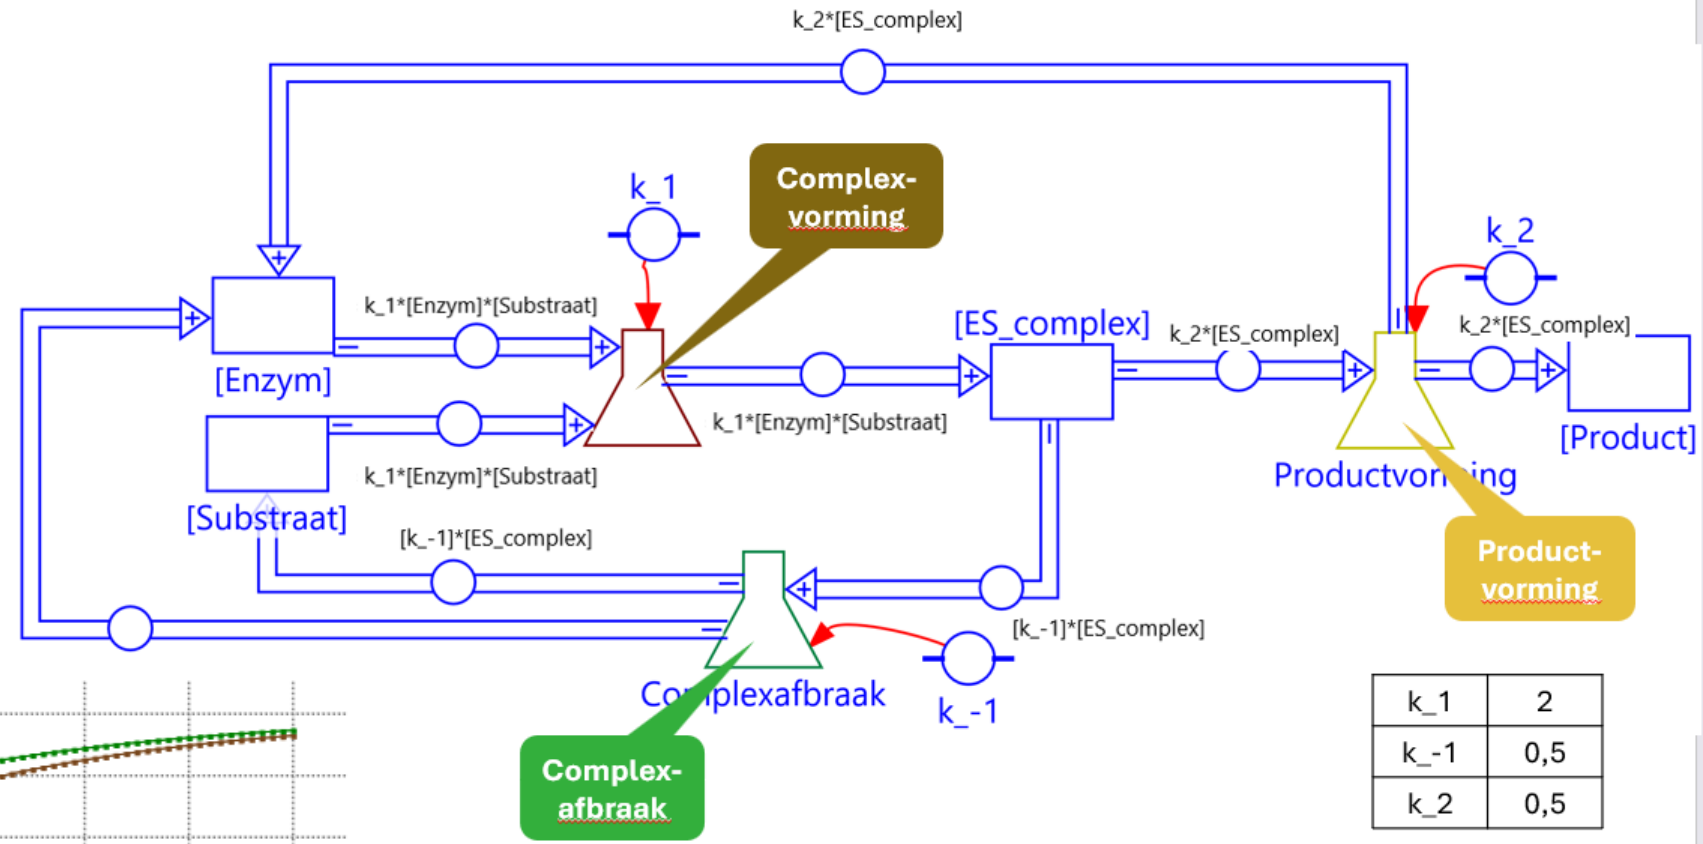 k_2*[ES_complex]
Complex-
vorming
k_1
k_2
k_1*[Enzym]*[Substraat]
[ES_complex]
k_2*[ES_complex]
k_2*[ES_complex]
[Enzym]
k_1*[Enzym]*[Substraat]
[Product]
k_1*[Enzym]*[Substraat]
Productvorming
[Substraat]
[k_-1]*[ES_complex]
Product-
vorming
[k_-1]*[ES_complex]
Complexafbraak
k_-1
k_1 2
k_-1 0,5
k_2 0,5
Complex-
afbraak